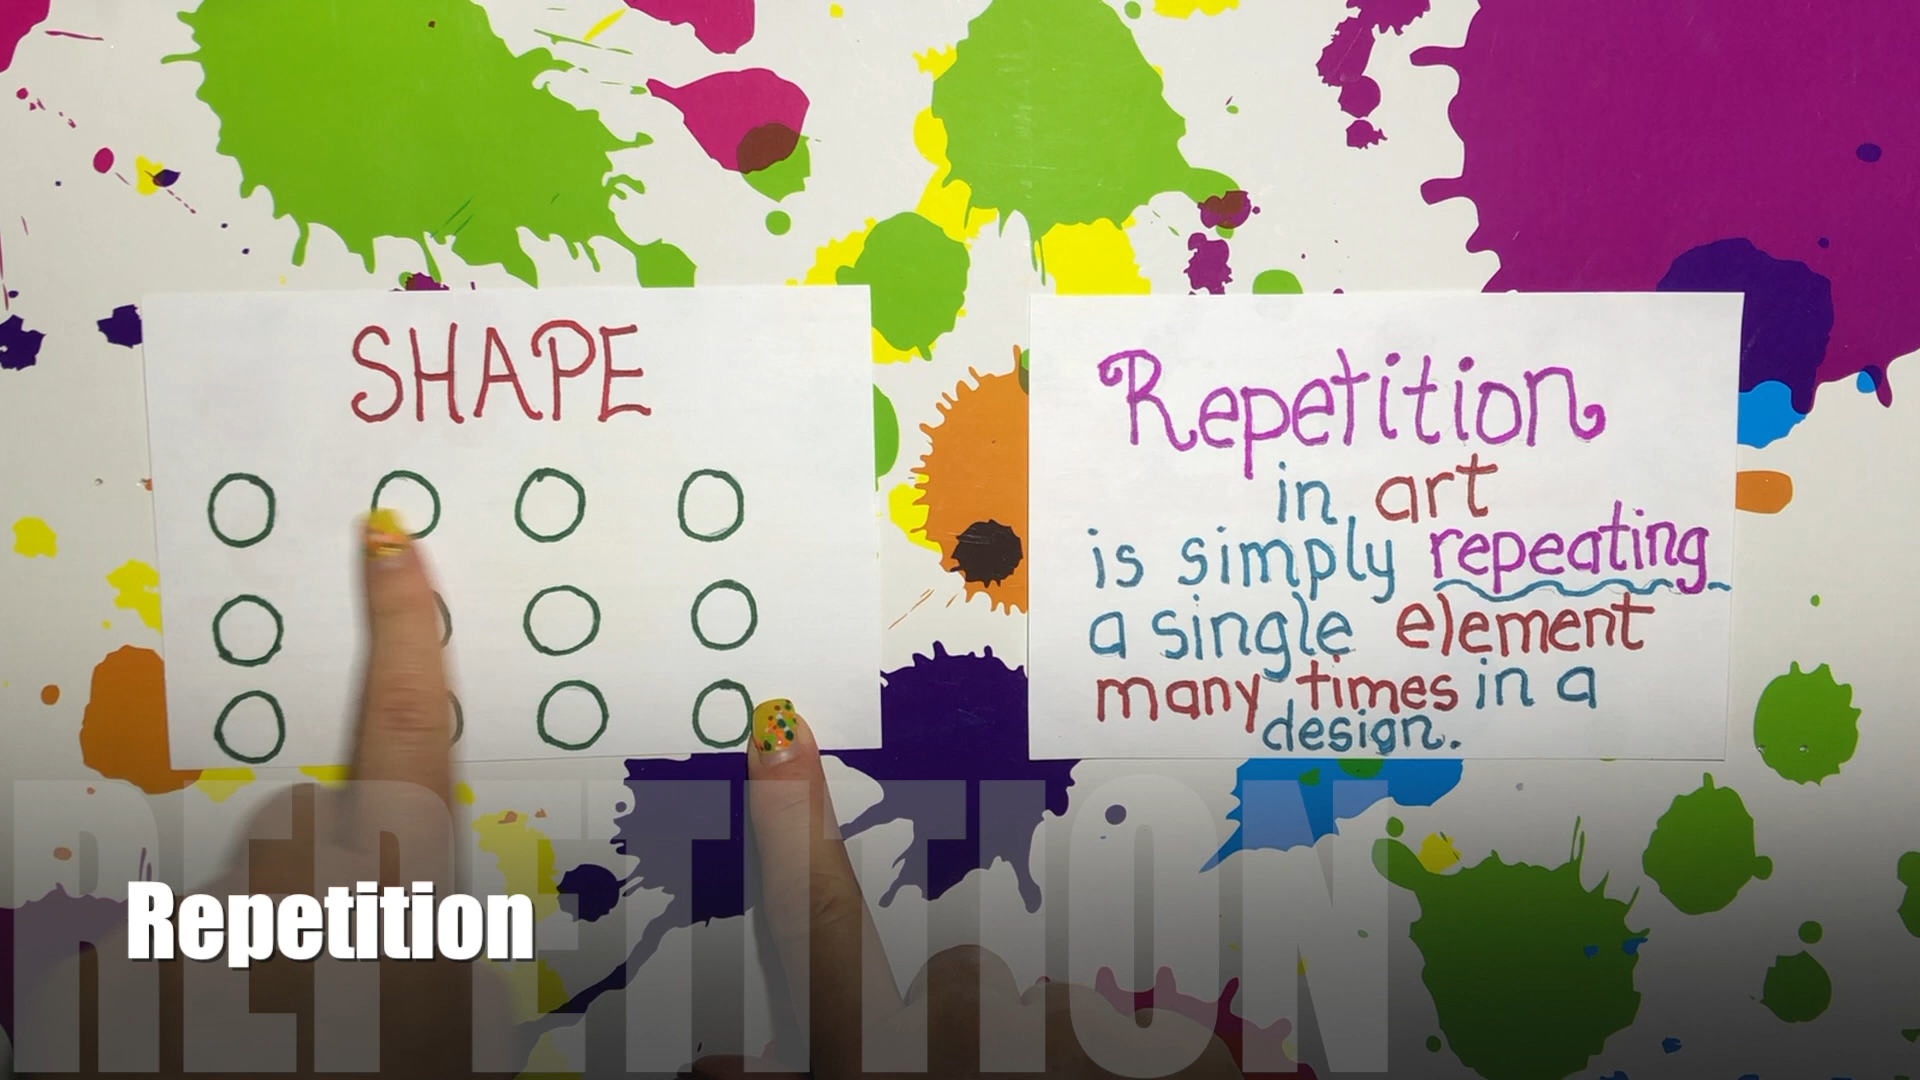 SHAPE
Repetition
in art
is simply repeating
a single element
many times in a
design.
REPETITION
Repetition